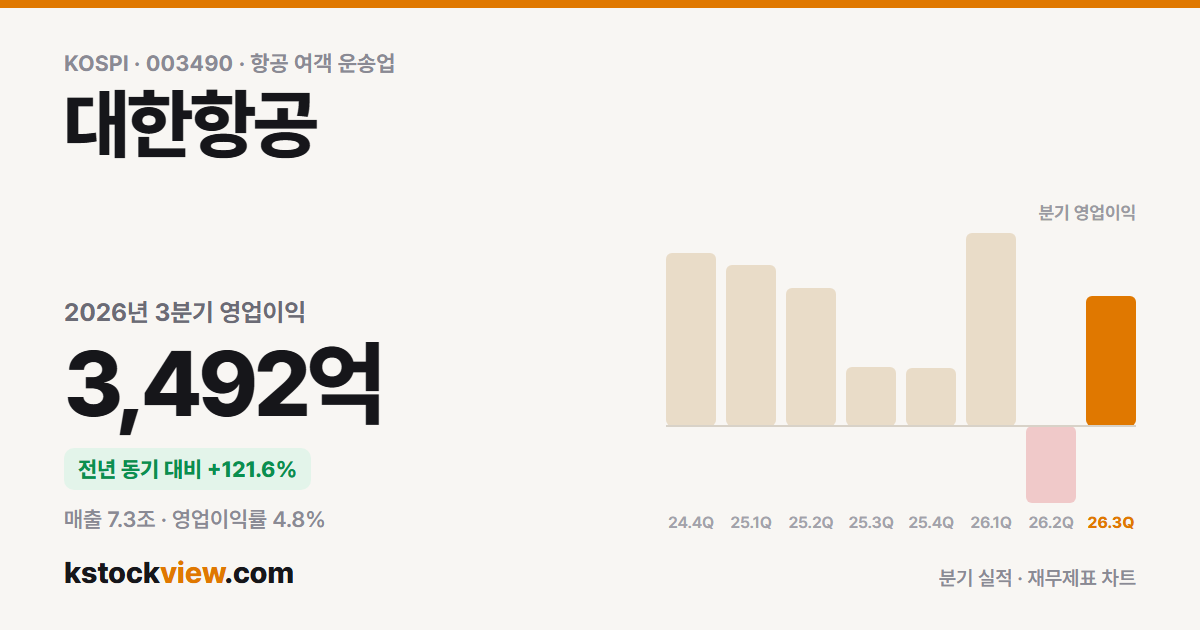 KOSPI · 003490 · 항공 여객 운송업
대한항공
분기 영업이익
2026년 3분기 영업이익
3,492억
전년 동기 대비 +121.6%
매출 7.3조 · 영업이익률 4.8%
24.4Q 25.1Q 25.2Q 25.3Q 25.4Q 26.1Q 26.2Q 26.3Q
kstockview.com
분기 실적 · 재무제표 차트